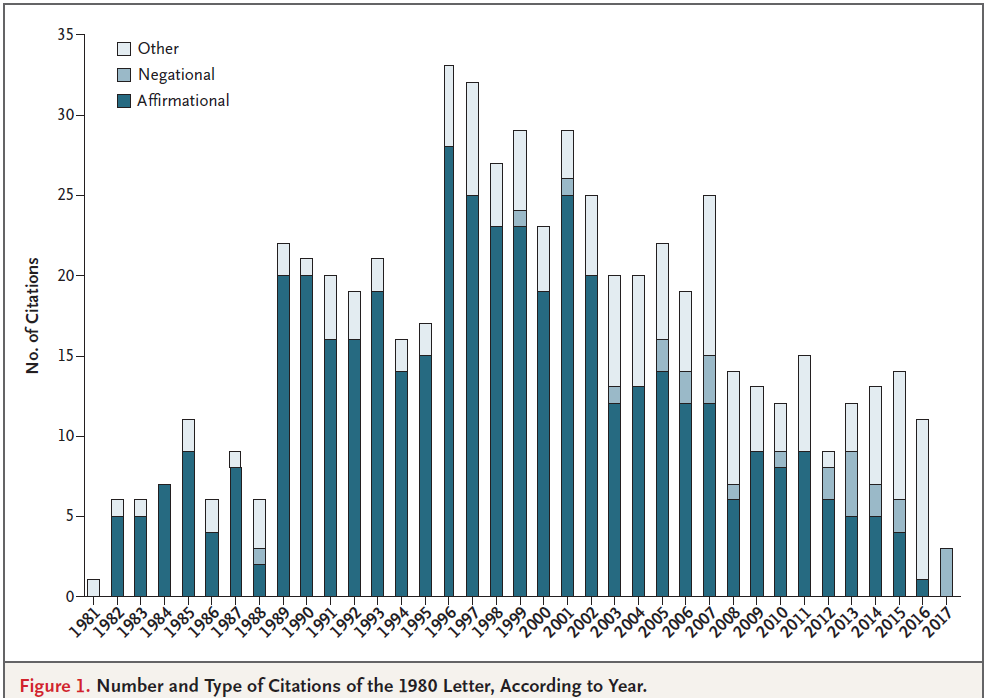 35
Other
Negational
Affirmational
30
25
20
15
10
5
0
No. of Citations
1981 1982 1983 1984 1985 1986 1987 1988 1989 1990 1991 1992 1993 1994 1995 1996 1997 1998 1999 2000 2001 2002 2003 2004 2005 2006 2007 2008 2009 2010 2011 2012 2013 2014 2015 2016 2017
Figure 1. Number and Type of Citations of the 1980 Letter, According to Year.